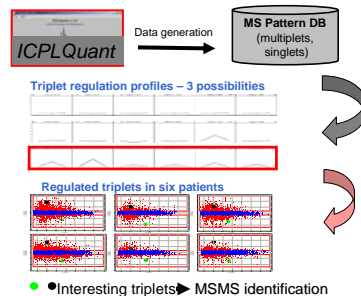 ICPLQuant
Data generation
MS Pattern DB
(multiplets,
singlets)
Triplet regulation profiles – 3 possibilities
Regulated triplets in six patients
Interesting triplets MSMS identification